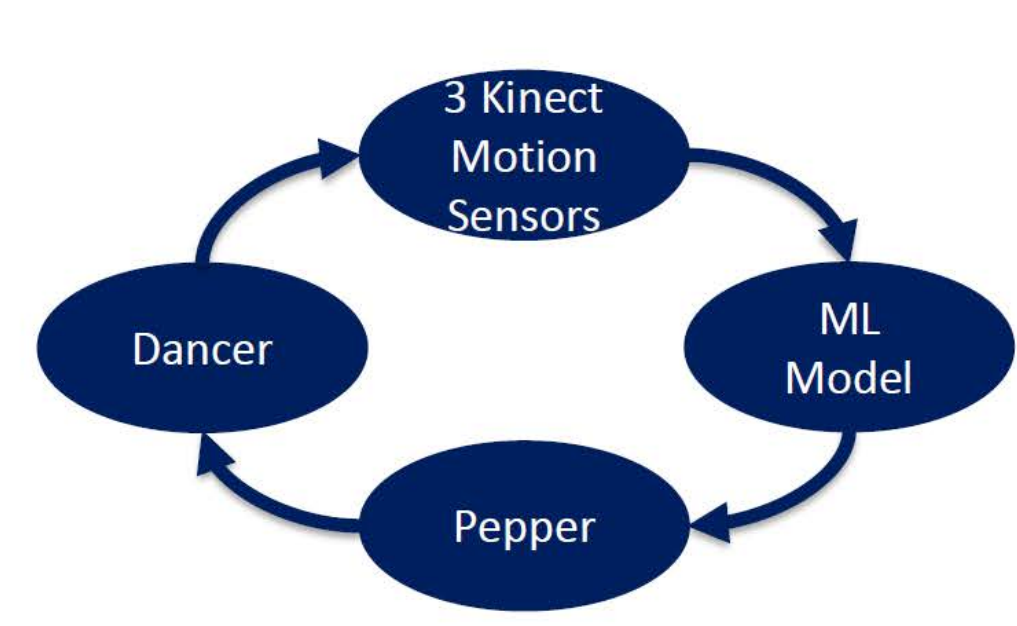 3 Kinect
Motion
Sensors
Dancer
ML
Model
Pepper